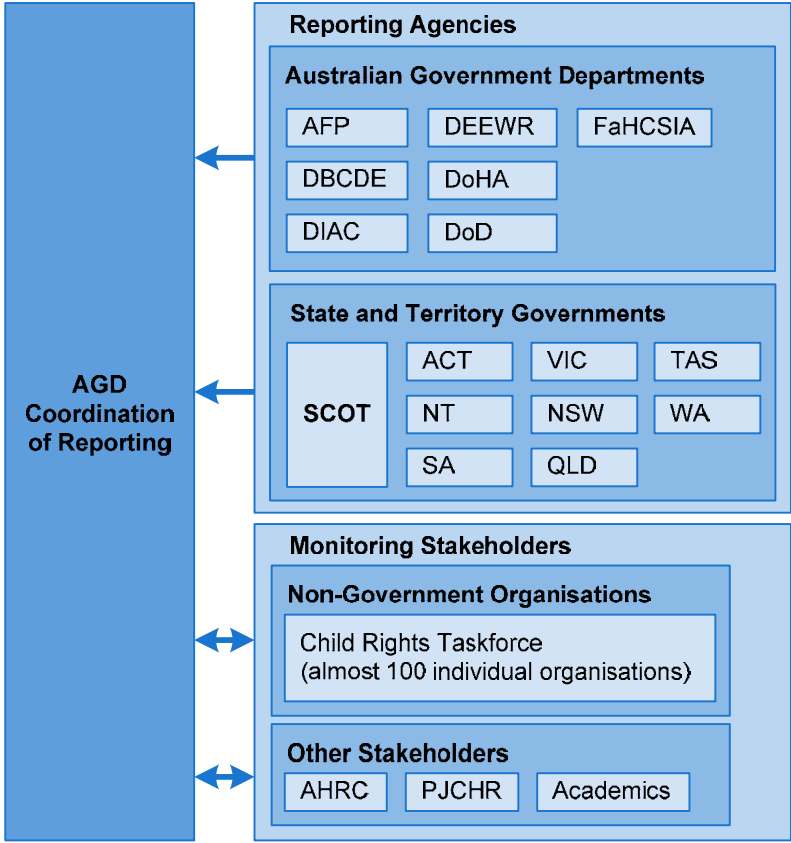 AGD
Coordination
of Reporting
Reporting Agencies
Australian Government Departments
AFP
DEEWR
FaHCSIA
DBCDE
DoHA
DIAC
DoD
State and Territory Governments
SCOT
ACT
VIC
TAS
NT
NSW
WA
SA
QLD
Monitoring Stakeholders
Non-Government Organisations
Child Rights Taskforce
(almost 100 individual organisations)
Other Stakeholders
AHRC
PJCHR
Academics